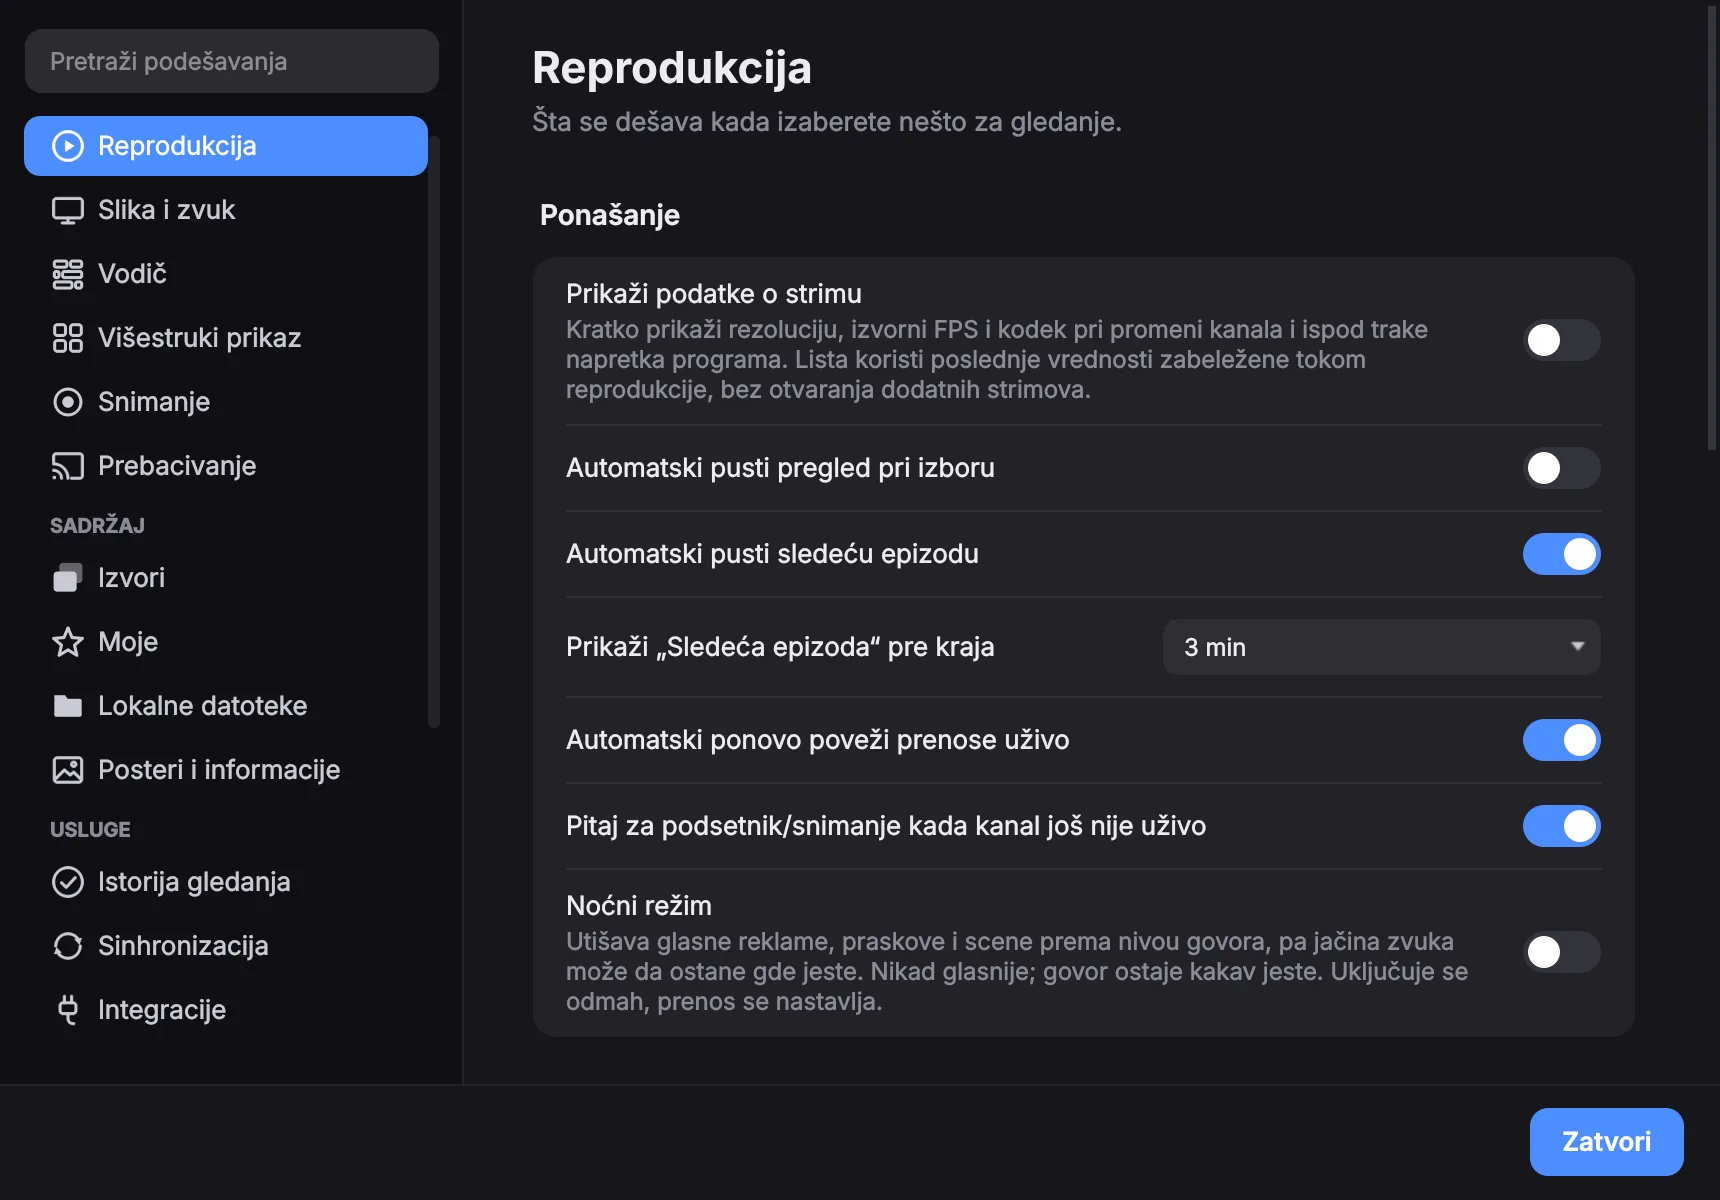 Pretraži podešavanja
Reprodukcija
Slika i zvuk
Vodič
Višestruki prikaz
Snimanje
Prebacivanje
SADRŽAJ
Izvori
Moje
Lokalne datoteke
Posteri i informacije
USLUGE
Istorija gledanja
Sinhronizacija
Integracije
Reprodukcija
Šta se dešava kada izaberete nešto za gledanje.
Ponašanje
Prikaži podatke o strimu
Kratko prikaži rezoluciju, izvorni FPS i kodek pri promeni kanala i ispod trake
napretka programa. Lista koristi poslednje vrednosti zabeležene tokom
reprodukcije, bez otvaranja dodatnih strimova.
Automatski pusti pregled pri izboru
Automatski pusti sledeću epizodu
Prikaži „Sledeća epizoda“ pre kraja
3 min
Automatski ponovo poveži prenose uživo
Pitaj za podsetnik/snimanje kada kanal još nije uživo
Noćni režim
Utišava glasne reklame, praskove i scene prema nivou govora, pa jačina zvuka
može da ostane gde jeste. Nikad glasnije; govor ostaje kakav jeste. Uključuje se
odmah, prenos se nastavlja.
Zatvori